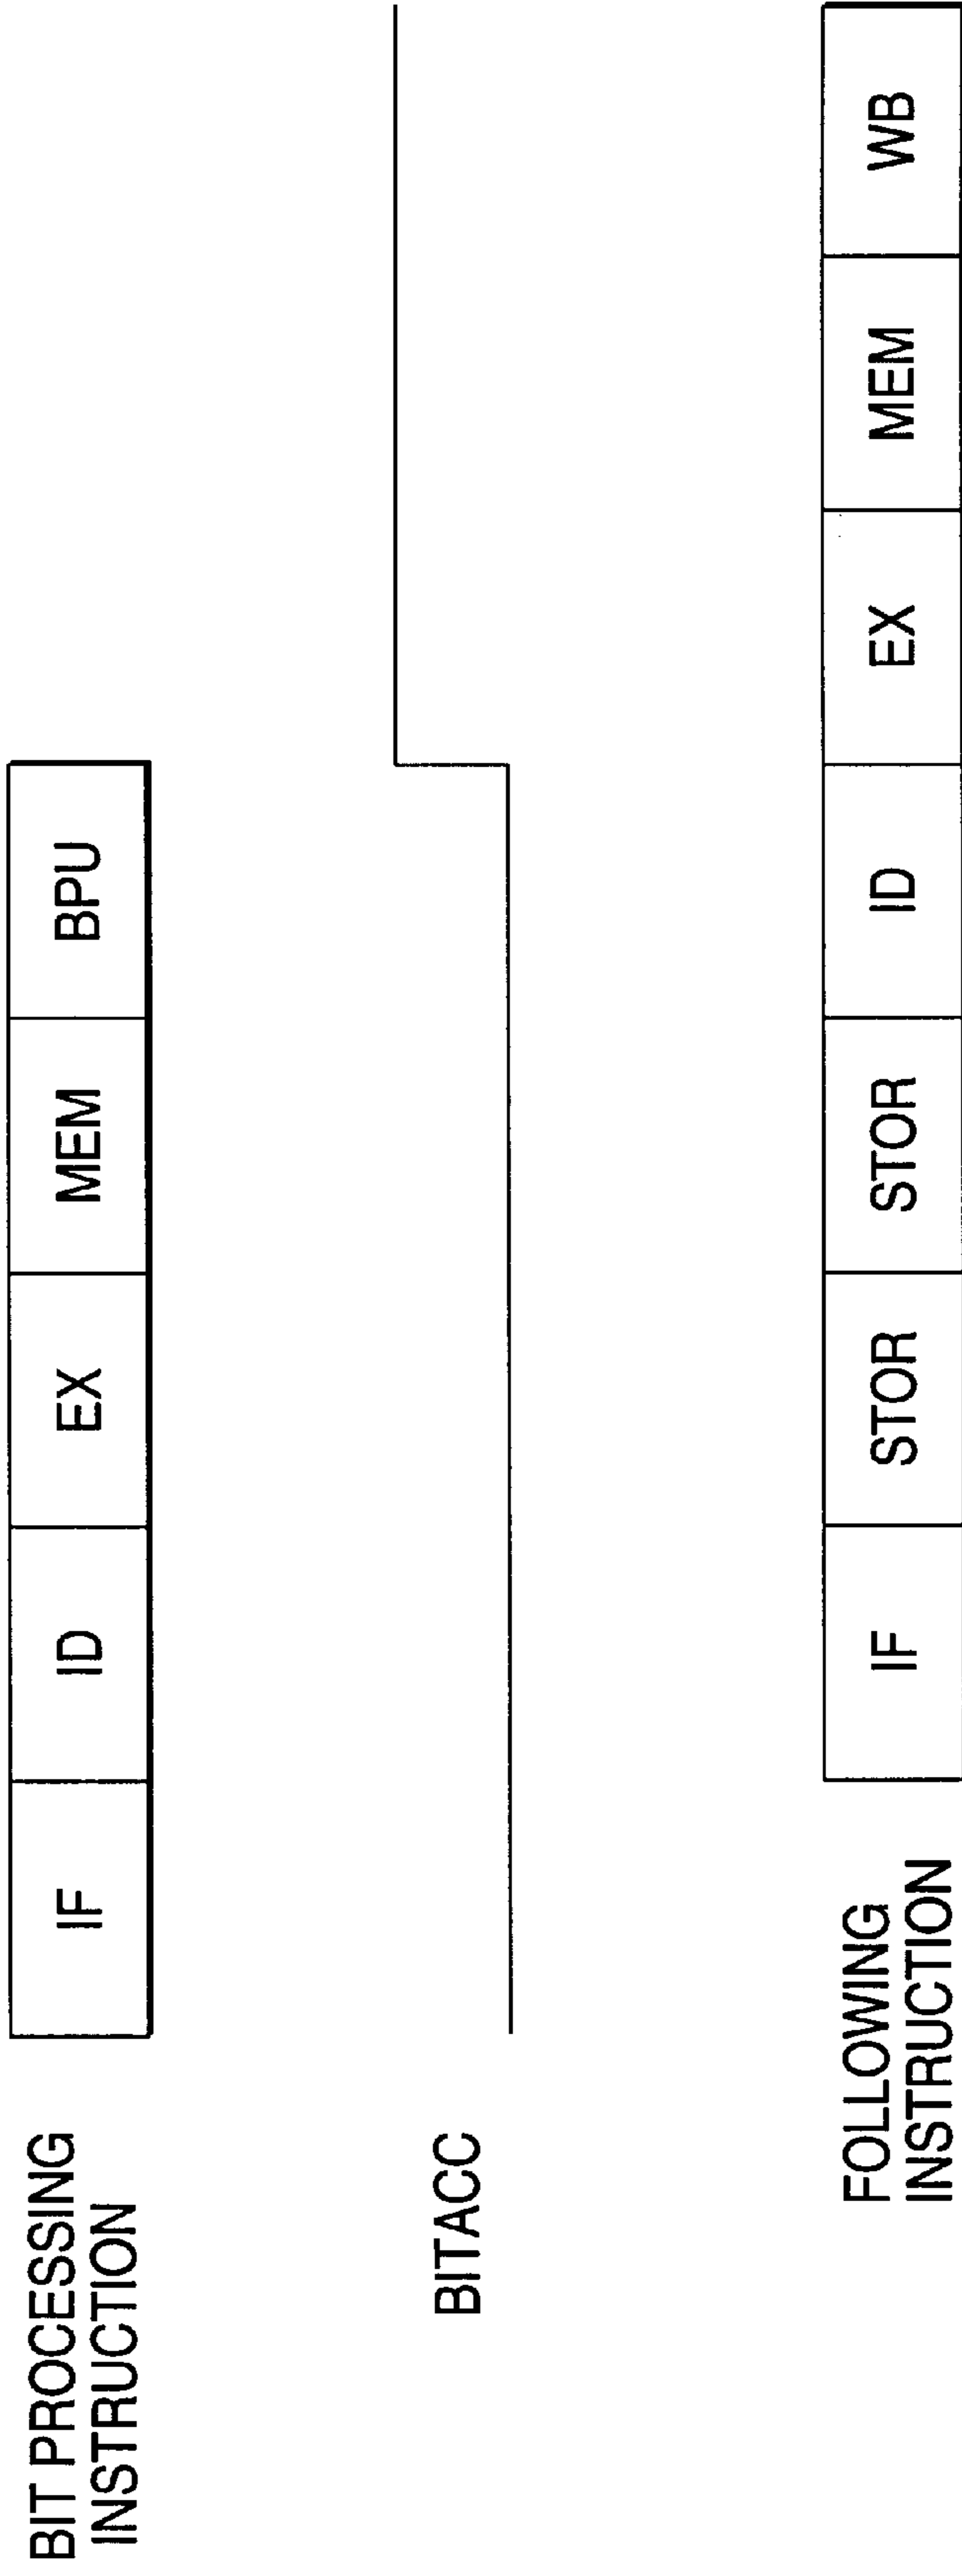 BIT PROCESSING
INSTRUCTION
IF
ID
EX
MEM
BPU
BITACC
FOLLOWING
INSTRUCTION
IF
STOR
STOR
ID
EX
MEM
WB